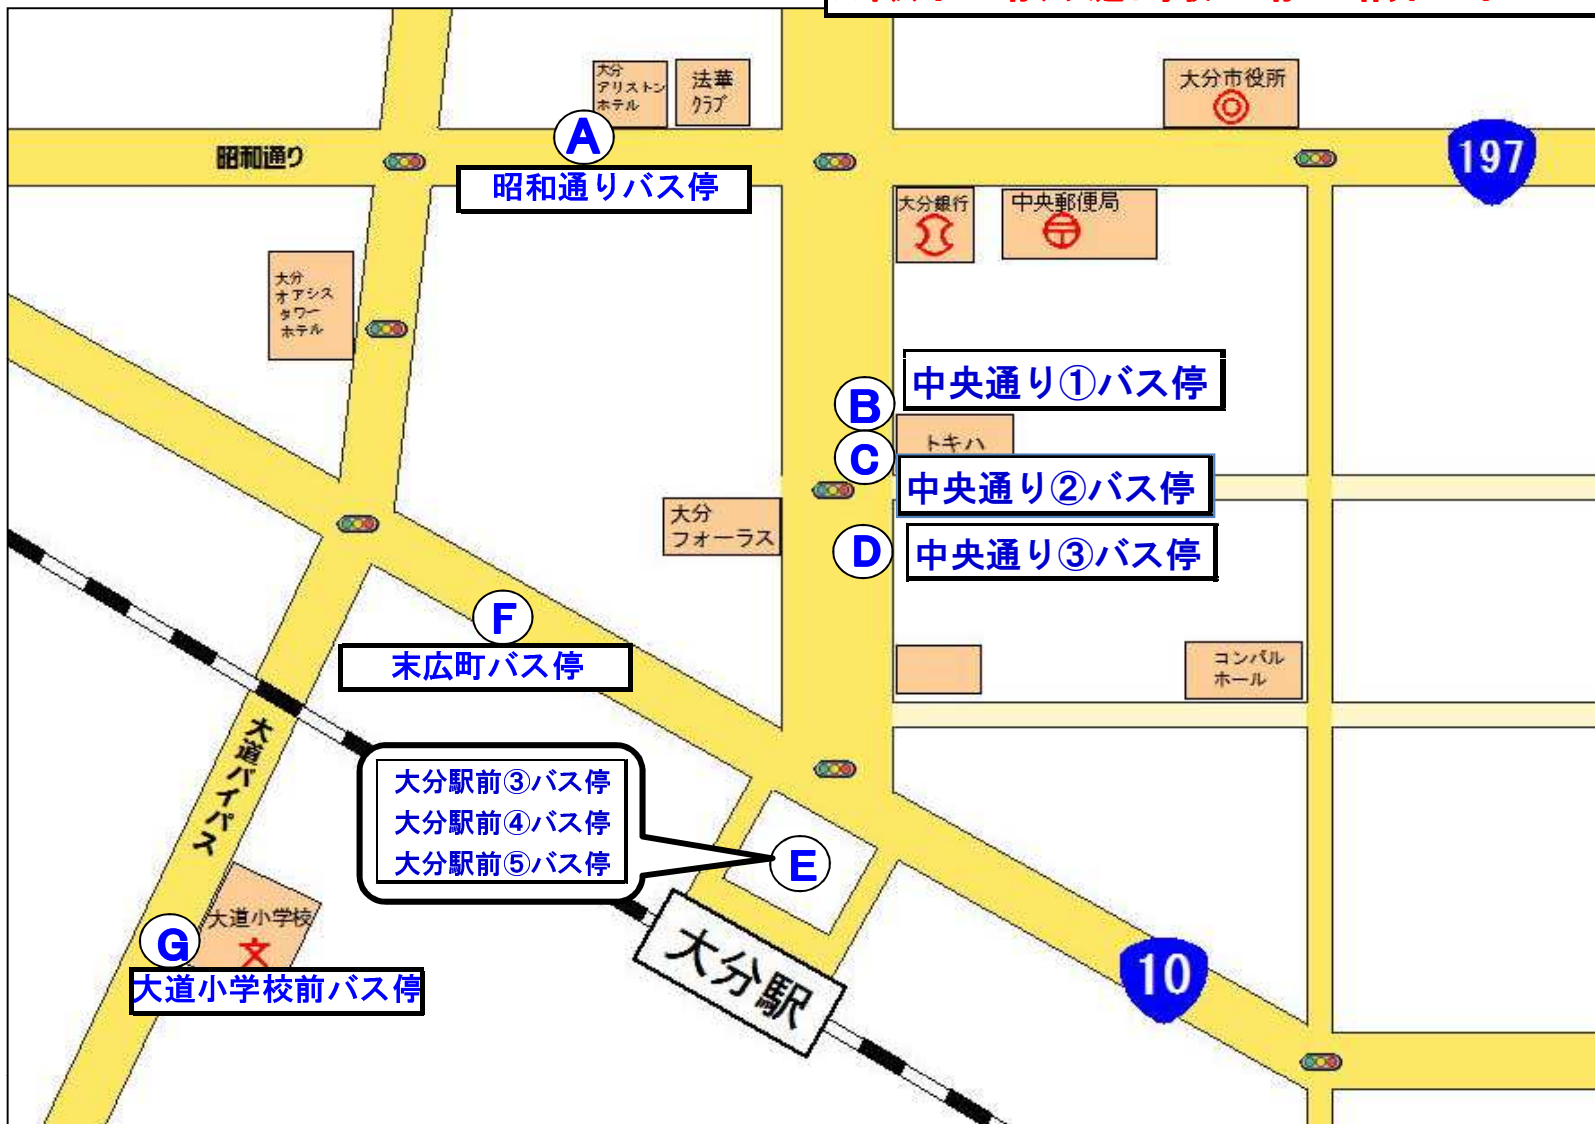 大分
アリストン
ホテル
法華
クラブ
大分市役所
A
昭和通り
昭和通りバス停
197
大分銀行
中央郵便局
大分
オアシス
タワー
ホテル
B
中央通り①バス停
トキハ
C
中央通り②バス停
大分
フォーラス
D
中央通り③バス停
F
末広町バス停
コンパル
ホール
大道バイパス
大分駅前③バス停
大分駅前④バス停
大分駅前⑤バス停
E
大道小学校
文
G
大道小学校前バス停
大分駅
10